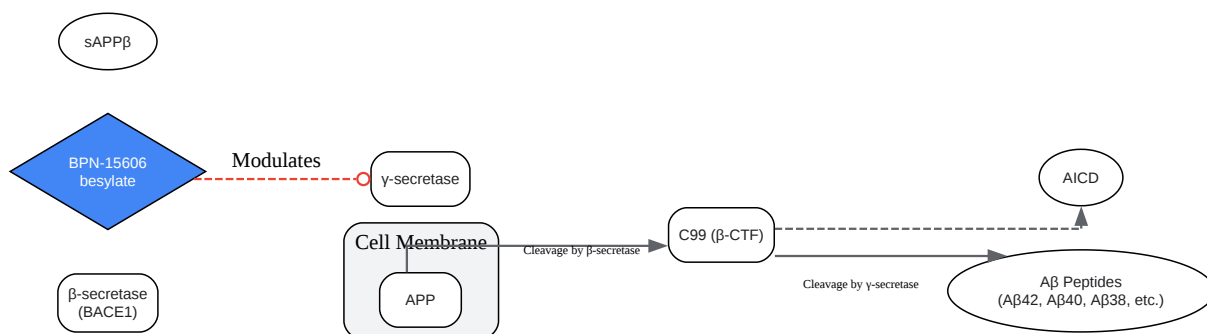 sAPPβ
BPN-15606
besylate
Modulates
γ-secretase
AICD
Cell Membrane
Cleavage by β-secretase
C99 (β-CTF)
Cleavage by γ-secretase
Aβ Peptides
(Aβ42, Aβ40, Aβ38, etc.)
β-secretase
(BACE1)
APP